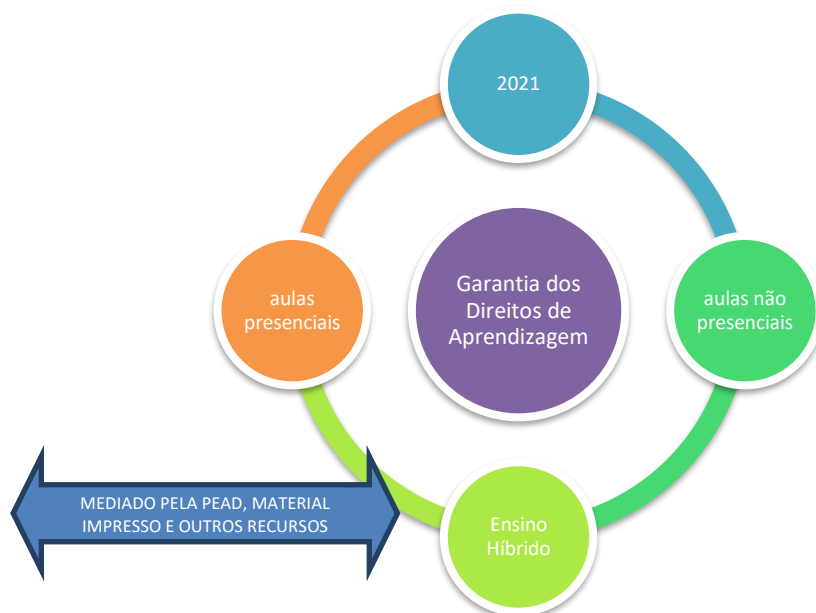 2021
Garantia dos
Direitos de
Aprendizagem
aulas
presenciais
aulas não
presenciais
MEDIADO PELA PEAD, MATERIAL
IMPRESSO E OUTROS RECURSOS
Ensino
Híbrido